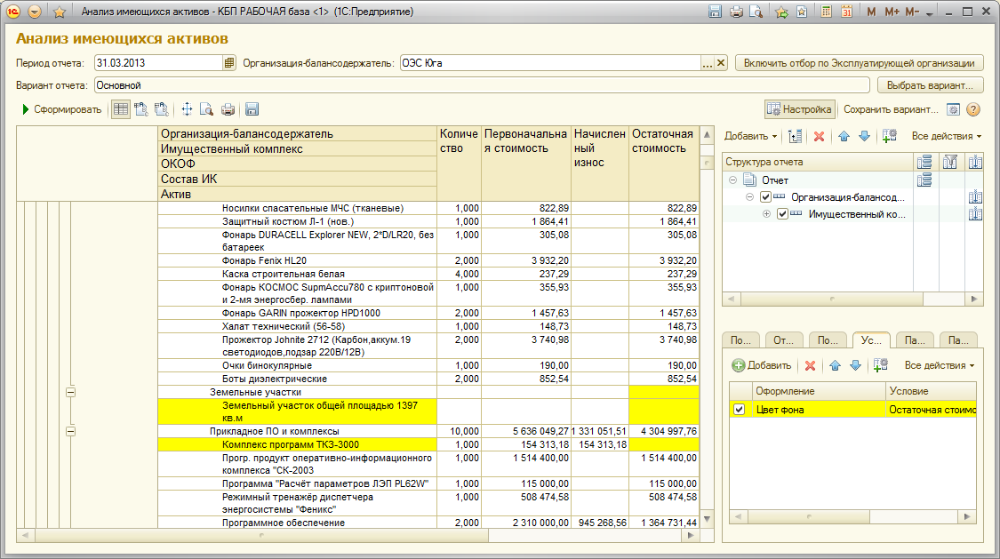 Анализ имеющихся активов - КБП РАБОЧАЯ база <1> (1С:Предприятие)
M M+ M-
Анализ имеющихся активов
Период отчета: 31.03.2013 Организация-балансодержатель: ОЭС Юга ... Включить отбор по Эксплуатирующей организации
Вариант отчета: Основной Выбрать вариант...
Сформировать Настройка Сохранить вариант...
Организация-балансодержатель Количе Первоначальна Начислен Остаточная
Имущественный комплекс ство я стоимость ный стоимость
ОКОФ износ
Состав ИК
Актив
Носилки спасательные МЧС (тканевые) 1,000 822,89 822,89
Защитный костюм Л-1 (нов.) 1,000 1 864,41 1 864,41
Фонарь DURACELL Explorer NEW, 2*D/LR20, без 1,000 305,08 305,08
батареек
Фонарь Fenix HL20 2,000 3 932,20 3 932,20
Каска строительная белая 4,000 237,29 237,29
Фонарь КОСМОС SupmAccu780 с криптоновой 1,000 355,93 355,93
и 2-мя энергосбер. лампами
Фонарь GARIN прожектор HPD1000 2,000 1 457,63 1 457,63
Халат технический (56-58) 1,000 148,73 148,73
Прожектор Johnite 2712 (Карбон,аккум.19 2,000 3 740,98 3 740,98
светодиодов,подзар 220В/12В)
Очки бинокулярные 1,000 190,00 190,00
Боты диэлектрические 2,000 852,54 852,54
Земельные участки
Земельный участок общей площадью 1397
кв.м
Прикладное ПО и комплексы 10,000 5 636 049,27 1 331 051,51 4 304 997,76
Комплекс программ ТКЗ-3000 1,000 154 313,18 154 313,18
Прогр. продукт оперативно-информационного 1,000 1 514 400,00 1 514 400,00
комплекса "СК-2003
Программа "Расчёт параметров ЛЭП PL62W" 1,000 115 000,00 115 000,00
Режимный тренажёр диспетчера 1,000 508 474,58 508 474,58
энергосистемы "Феникс"
Программное обеспечение 2,000 2 310 000,00 945 268,56 1 364 731,44
Добавить Все действия
Структура отчета
Отчет
Организация-балансод...
Имущественный ко...
По... От... По... Ус... Па... Па...
Добавить Все действия
Оформление Условие
Цвет фона Остаточная стоимо